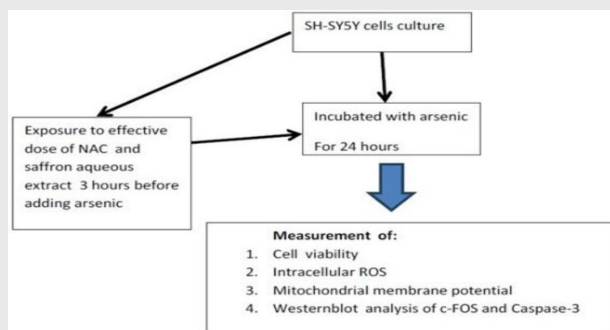 SH-SY5Y cells culture
Exposure to effective
dose of NAC and
saffron aqueous
extract 3 hours before
adding arsenic
Incubated with arsenic
For 24 hours
Measurement of:
1. Cell viability
2. Intracellular ROS
3. Mitochondrial membrane potential
4. Westernblot analysis of c-FOS and Caspase-3